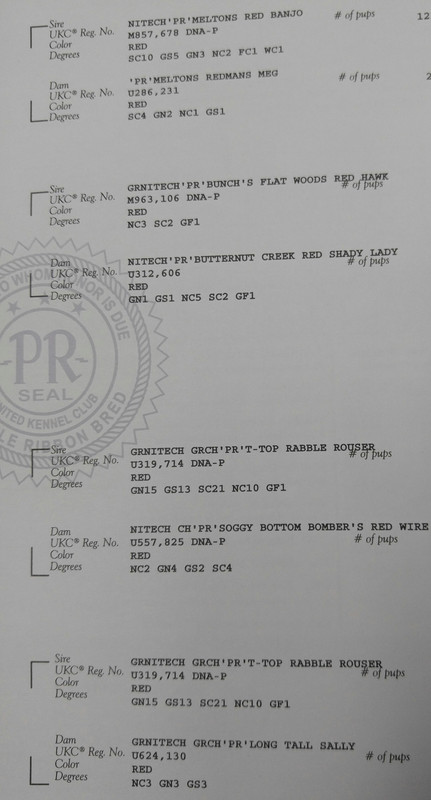 Sire NITECH'PR'MELTONS RED BANJO # of pups 12
UKC® Reg. No. M857,678 DNA-P
Color RED
Degrees SC10 GS5 GN3 NC2 FC1 WC1
Dam 'PR'MELTONS REDMANS MEG # of pups 2
UKC® Reg. No. U286,231
Color RED
Degrees SC4 GN2 NC1 GS1
Sire GRNITECH'PR'BUNCH'S FLAT WOODS RED HAWK # of pups
UKC® Reg. No. M963,106 DNA-P
Color RED
Degrees NC3 SC2 GF1
Dam NITECH'PR'BUTTERNUT CREEK RED SHADY LADY # of pups
UKC® Reg. No. U312,606
Color RED
Degrees GN1 GS1 NC5 SC2 GF1
HONOR IS DUE
PR
SEAL
UNITED KENNEL CLUB
RIBBON BRED
Sire GRNITECH GRCH'PR'T-TOP RABBLE ROUSER # of pups
UKC® Reg. No. U319,714 DNA-P
Color RED
Degrees GN15 GS13 SC21 NC10 GF1
Dam NITECH CH'PR'SOGGY BOTTOM BOMBER'S RED WIRE
UKC® Reg. No. U557,825 DNA-P # of pups
Color RED
Degrees NC2 GN4 GS2 SC4
Sire GRNITECH GRCH'PR'T-TOP RABBLE ROUSER # of pups
UKC® Reg. No. U319,714 DNA-P
Color RED
Degrees GN15 GS13 SC21 NC10 GF1
Dam GRNITECH GRCH'PR'LONG TALL SALLY
UKC® Reg. No. U624,130 # of pups
Color RED
Degrees NC3 GN3 GS3